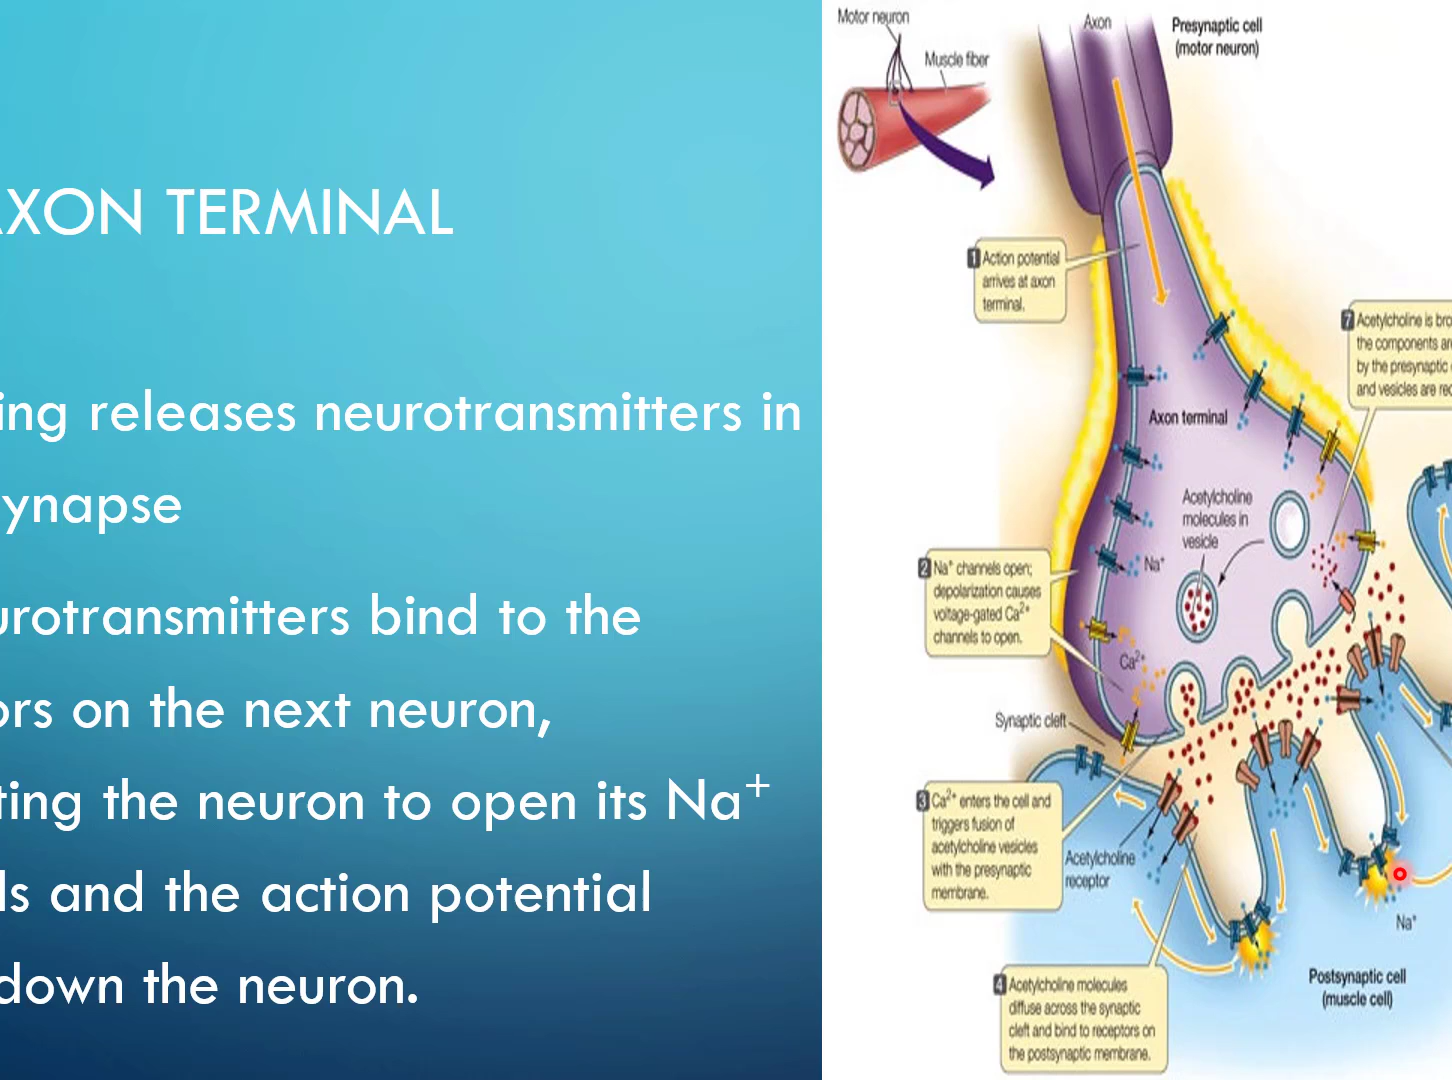 AXON TERMINAL
ing releases neurotransmitters in
ynapse
urotransmitters bind to the
ors on the next neuron,
ting the neuron to open its Na⁺
ls and the action potential
down the neuron.
Motor neuron
Muscle fiber
Axon
Presynaptic cell
(motor neuron)
1 Action potential
arrives at axon
terminal.
7 Acetylcholine is bro
the components are
by the presynaptic
and vesicles are rec
Axon terminal
Acetylcholine
molecules in
vesicle
Na⁺
2 Na⁺ channels open;
depolarization causes
voltage-gated Ca²⁺
channels to open.
Ca²⁺
Synaptic cleft
3 Ca²⁺ enters the cell and
triggers fusion of
acetylcholine vesicles
with the presynaptic
membrane.
Acetylcholine
receptor
Na⁺
Postsynaptic cell
(muscle cell)
4 Acetylcholine molecules
diffuse across the synaptic
cleft and bind to receptors on
the postsynaptic membrane.